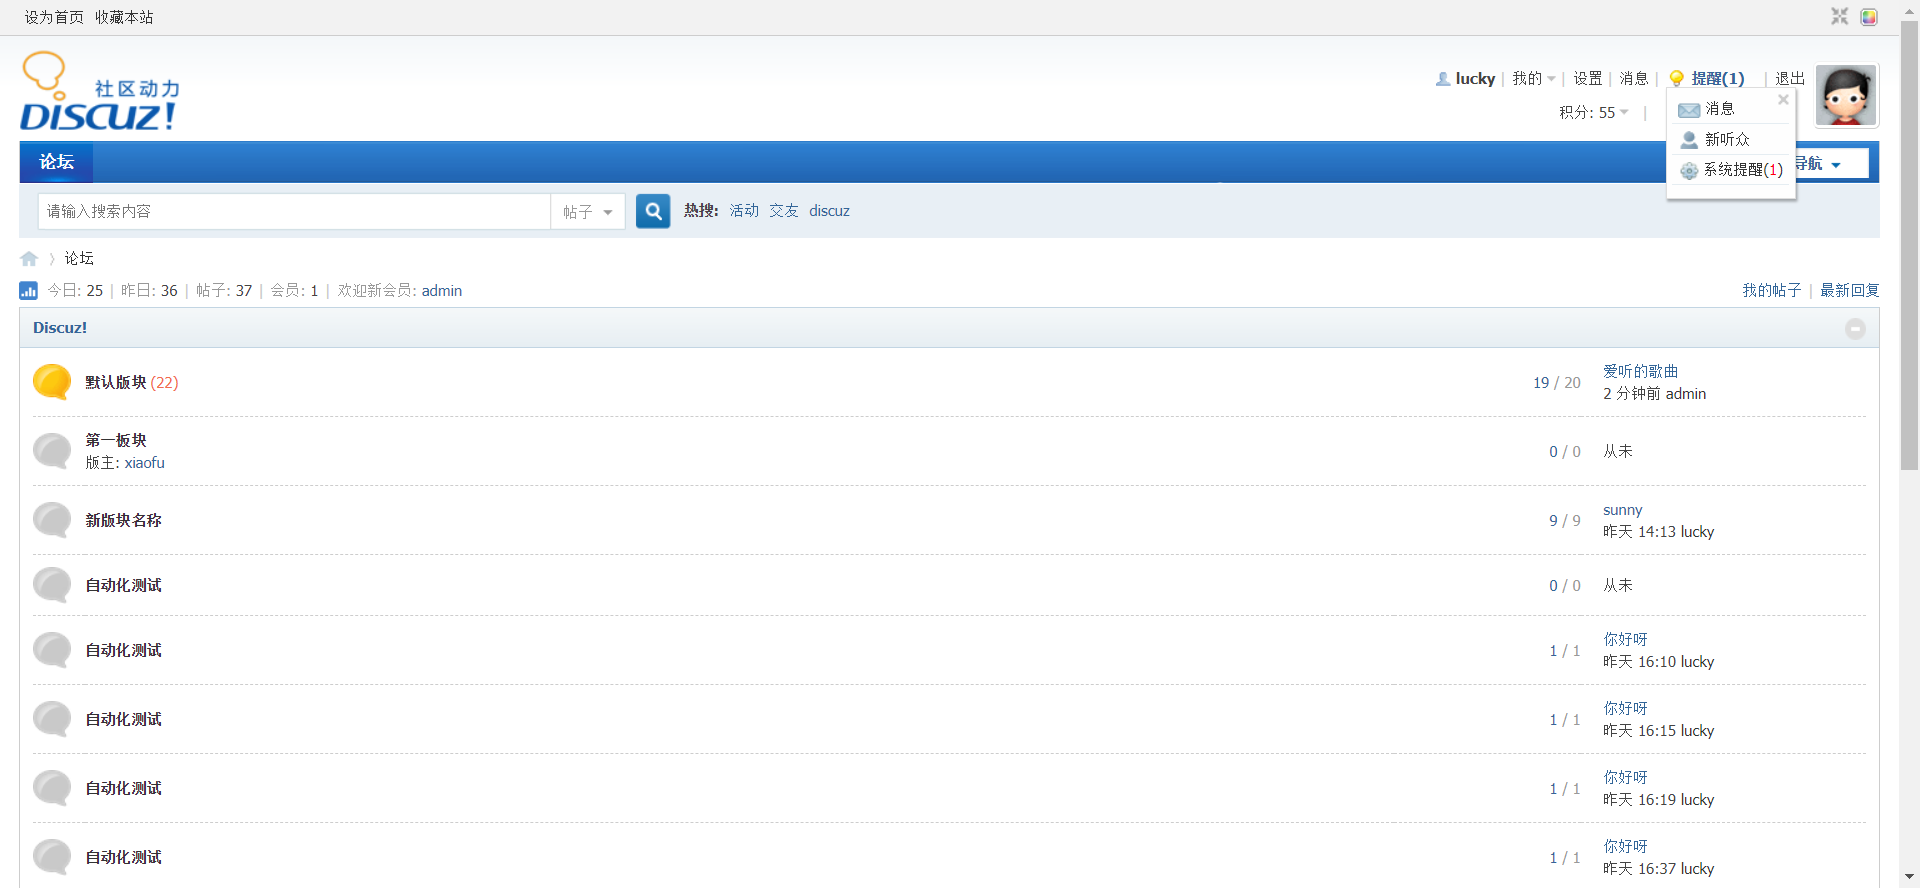 设为首页 收藏本站
社区动力
DISCUZ!
lucky | 我的 | 设置 | 消息 | 提醒(1) | 退出
积分: 55 |
消息
新听众
系统提醒(1)
论坛
导航
请输入搜索内容 帖子 热搜: 活动 交友 discuz
论坛
今日: 25 | 昨日: 36 | 帖子: 37 | 会员: 1 | 欢迎新会员: admin
我的帖子 | 最新回复
Discuz!
默认版块 (22)
19 / 20
爱听的歌曲
2 分钟前 admin
第一板块
版主: xiaofu
0 / 0
从未
新版块名称
9 / 9
sunny
昨天 14:13 lucky
自动化测试
0 / 0
从未
自动化测试
1 / 1
你好呀
昨天 16:10 lucky
自动化测试
1 / 1
你好呀
昨天 16:15 lucky
自动化测试
1 / 1
你好呀
昨天 16:19 lucky
自动化测试
1 / 1
你好呀
昨天 16:37 lucky